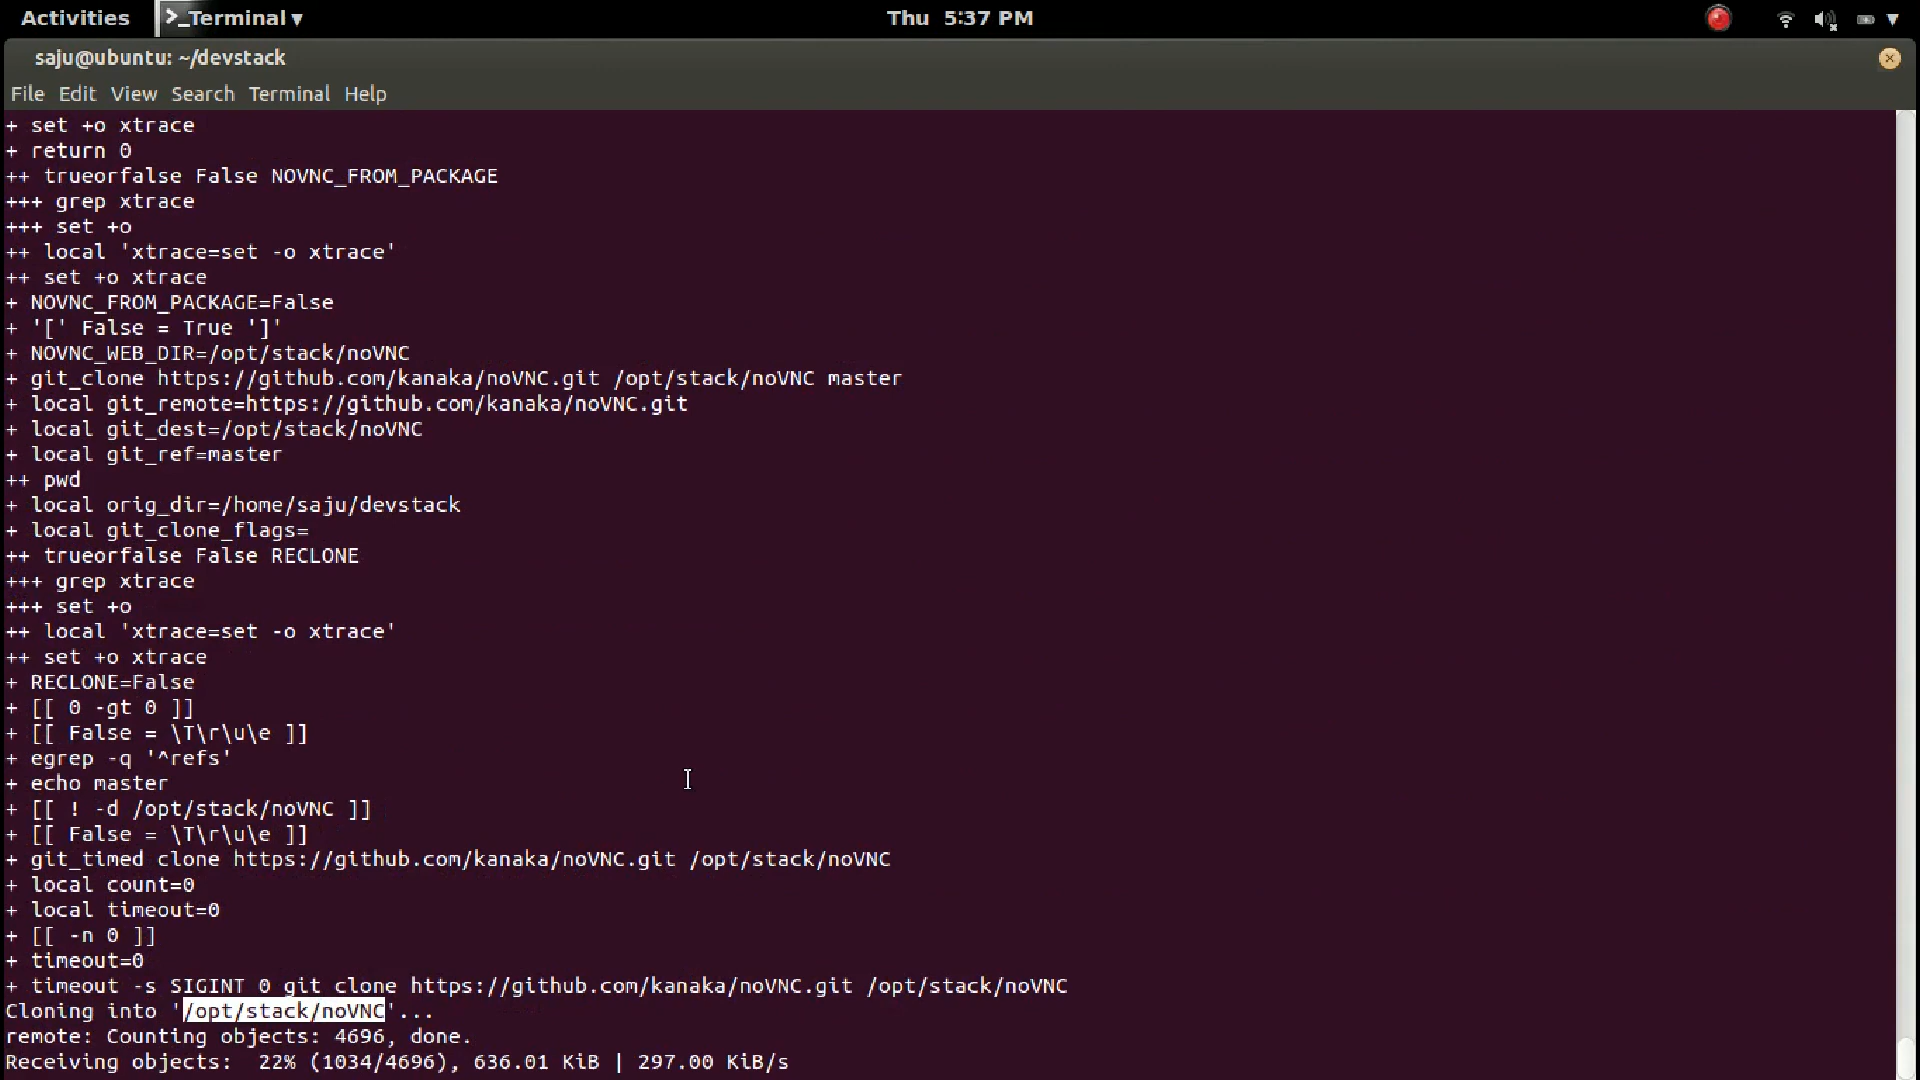 Activities >_Terminal ▾ Thu 5:37 PM
saju@ubuntu: ~/devstack
File Edit View Search Terminal Help
+ set +o xtrace
+ return 0
++ trueorfalse False NOVNC_FROM_PACKAGE
+++ grep xtrace
+++ set +o
++ local 'xtrace=set -o xtrace'
++ set +o xtrace
+ NOVNC_FROM_PACKAGE=False
+ '[' False = True ']'
+ NOVNC_WEB_DIR=/opt/stack/noVNC
+ git_clone https://github.com/kanaka/noVNC.git /opt/stack/noVNC master
+ local git_remote=https://github.com/kanaka/noVNC.git
+ local git_dest=/opt/stack/noVNC
+ local git_ref=master
++ pwd
+ local orig_dir=/home/saju/devstack
+ local git_clone_flags=
++ trueorfalse False RECLONE
+++ grep xtrace
+++ set +o
++ local 'xtrace=set -o xtrace'
++ set +o xtrace
+ RECLONE=False
+ [[ 0 -gt 0 ]]
+ [[ False = \T\r\u\e ]]
+ egrep -q '^refs'
+ echo master
+ [[ ! -d /opt/stack/noVNC ]]
+ [[ False = \T\r\u\e ]]
+ git_timed clone https://github.com/kanaka/noVNC.git /opt/stack/noVNC
+ local count=0
+ local timeout=0
+ [[ -n 0 ]]
+ timeout=0
+ timeout -s SIGINT 0 git clone https://github.com/kanaka/noVNC.git /opt/stack/noVNC
Cloning into '/opt/stack/noVNC'...
remote: Counting objects: 4696, done.
Receiving objects:  22% (1034/4696), 636.01 KiB | 297.00 KiB/s